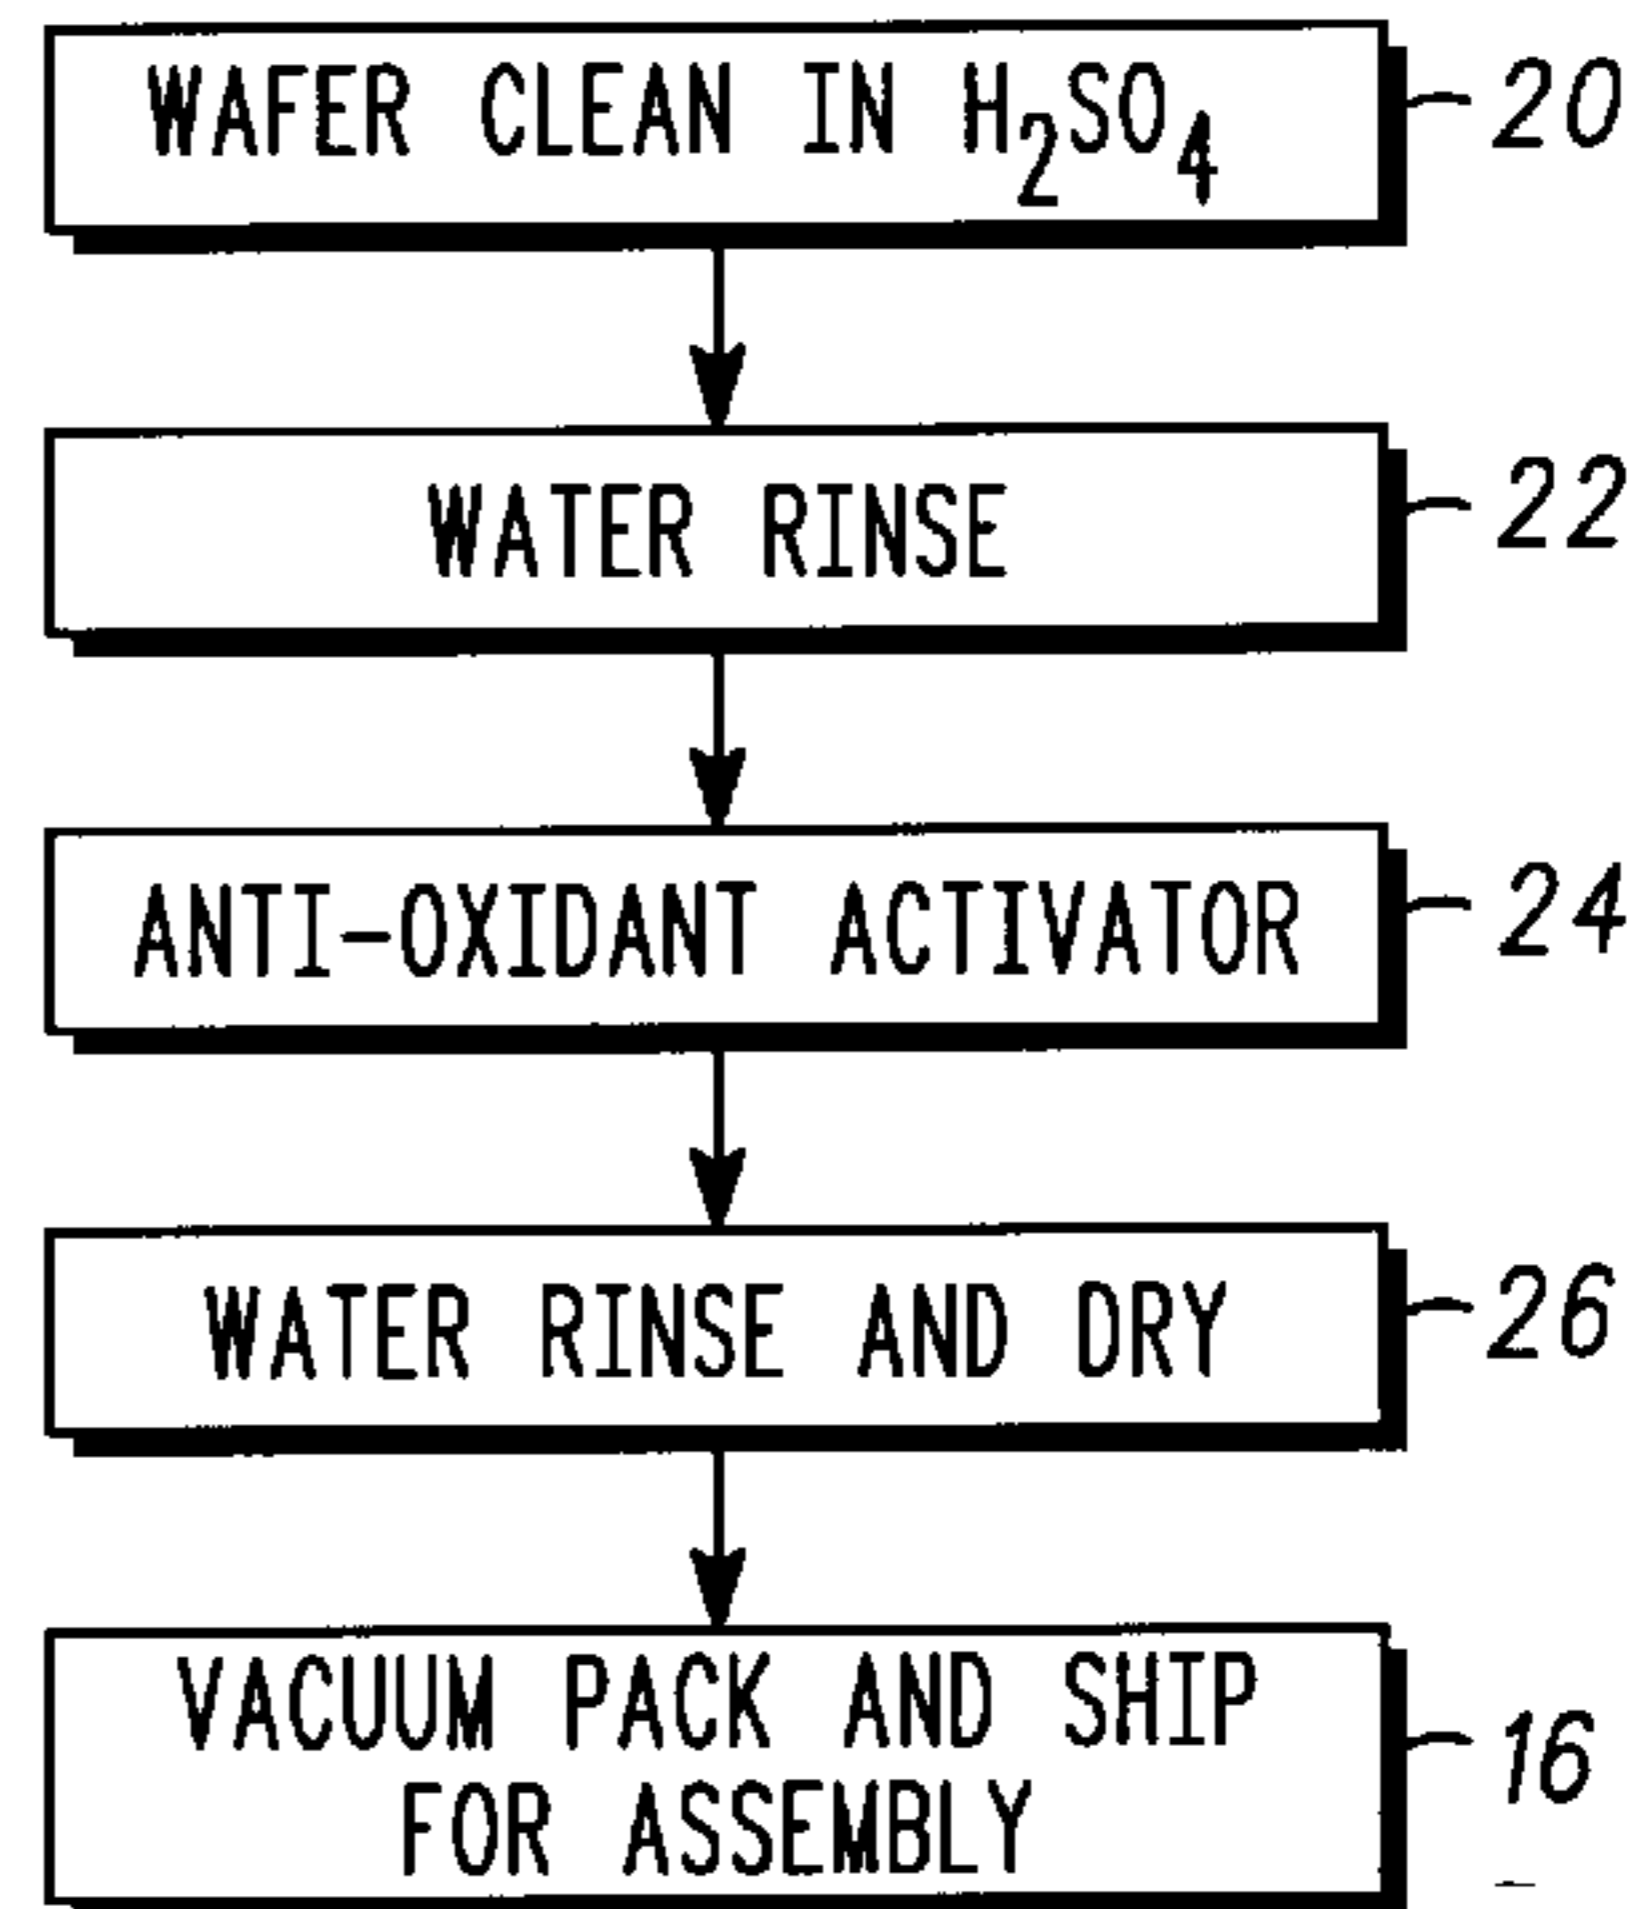 WAFER CLEAN IN H₂SO₄ 20
WATER RINSE 22
ANTI-OXIDANT ACTIVATOR 24
WATER RINSE AND DRY 26
VACUUM PACK AND SHIP
FOR ASSEMBLY 16